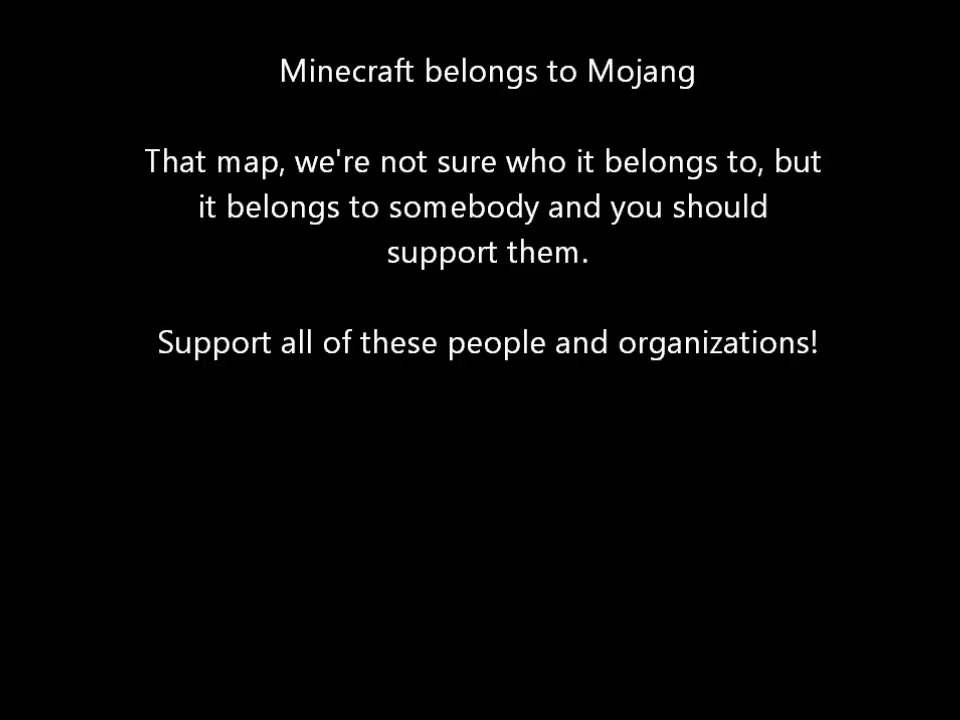 Minecraft belongs to Mojang
That map, we're not sure who it belongs to, but
it belongs to somebody and you should
support them.
Support all of these people and organizations!